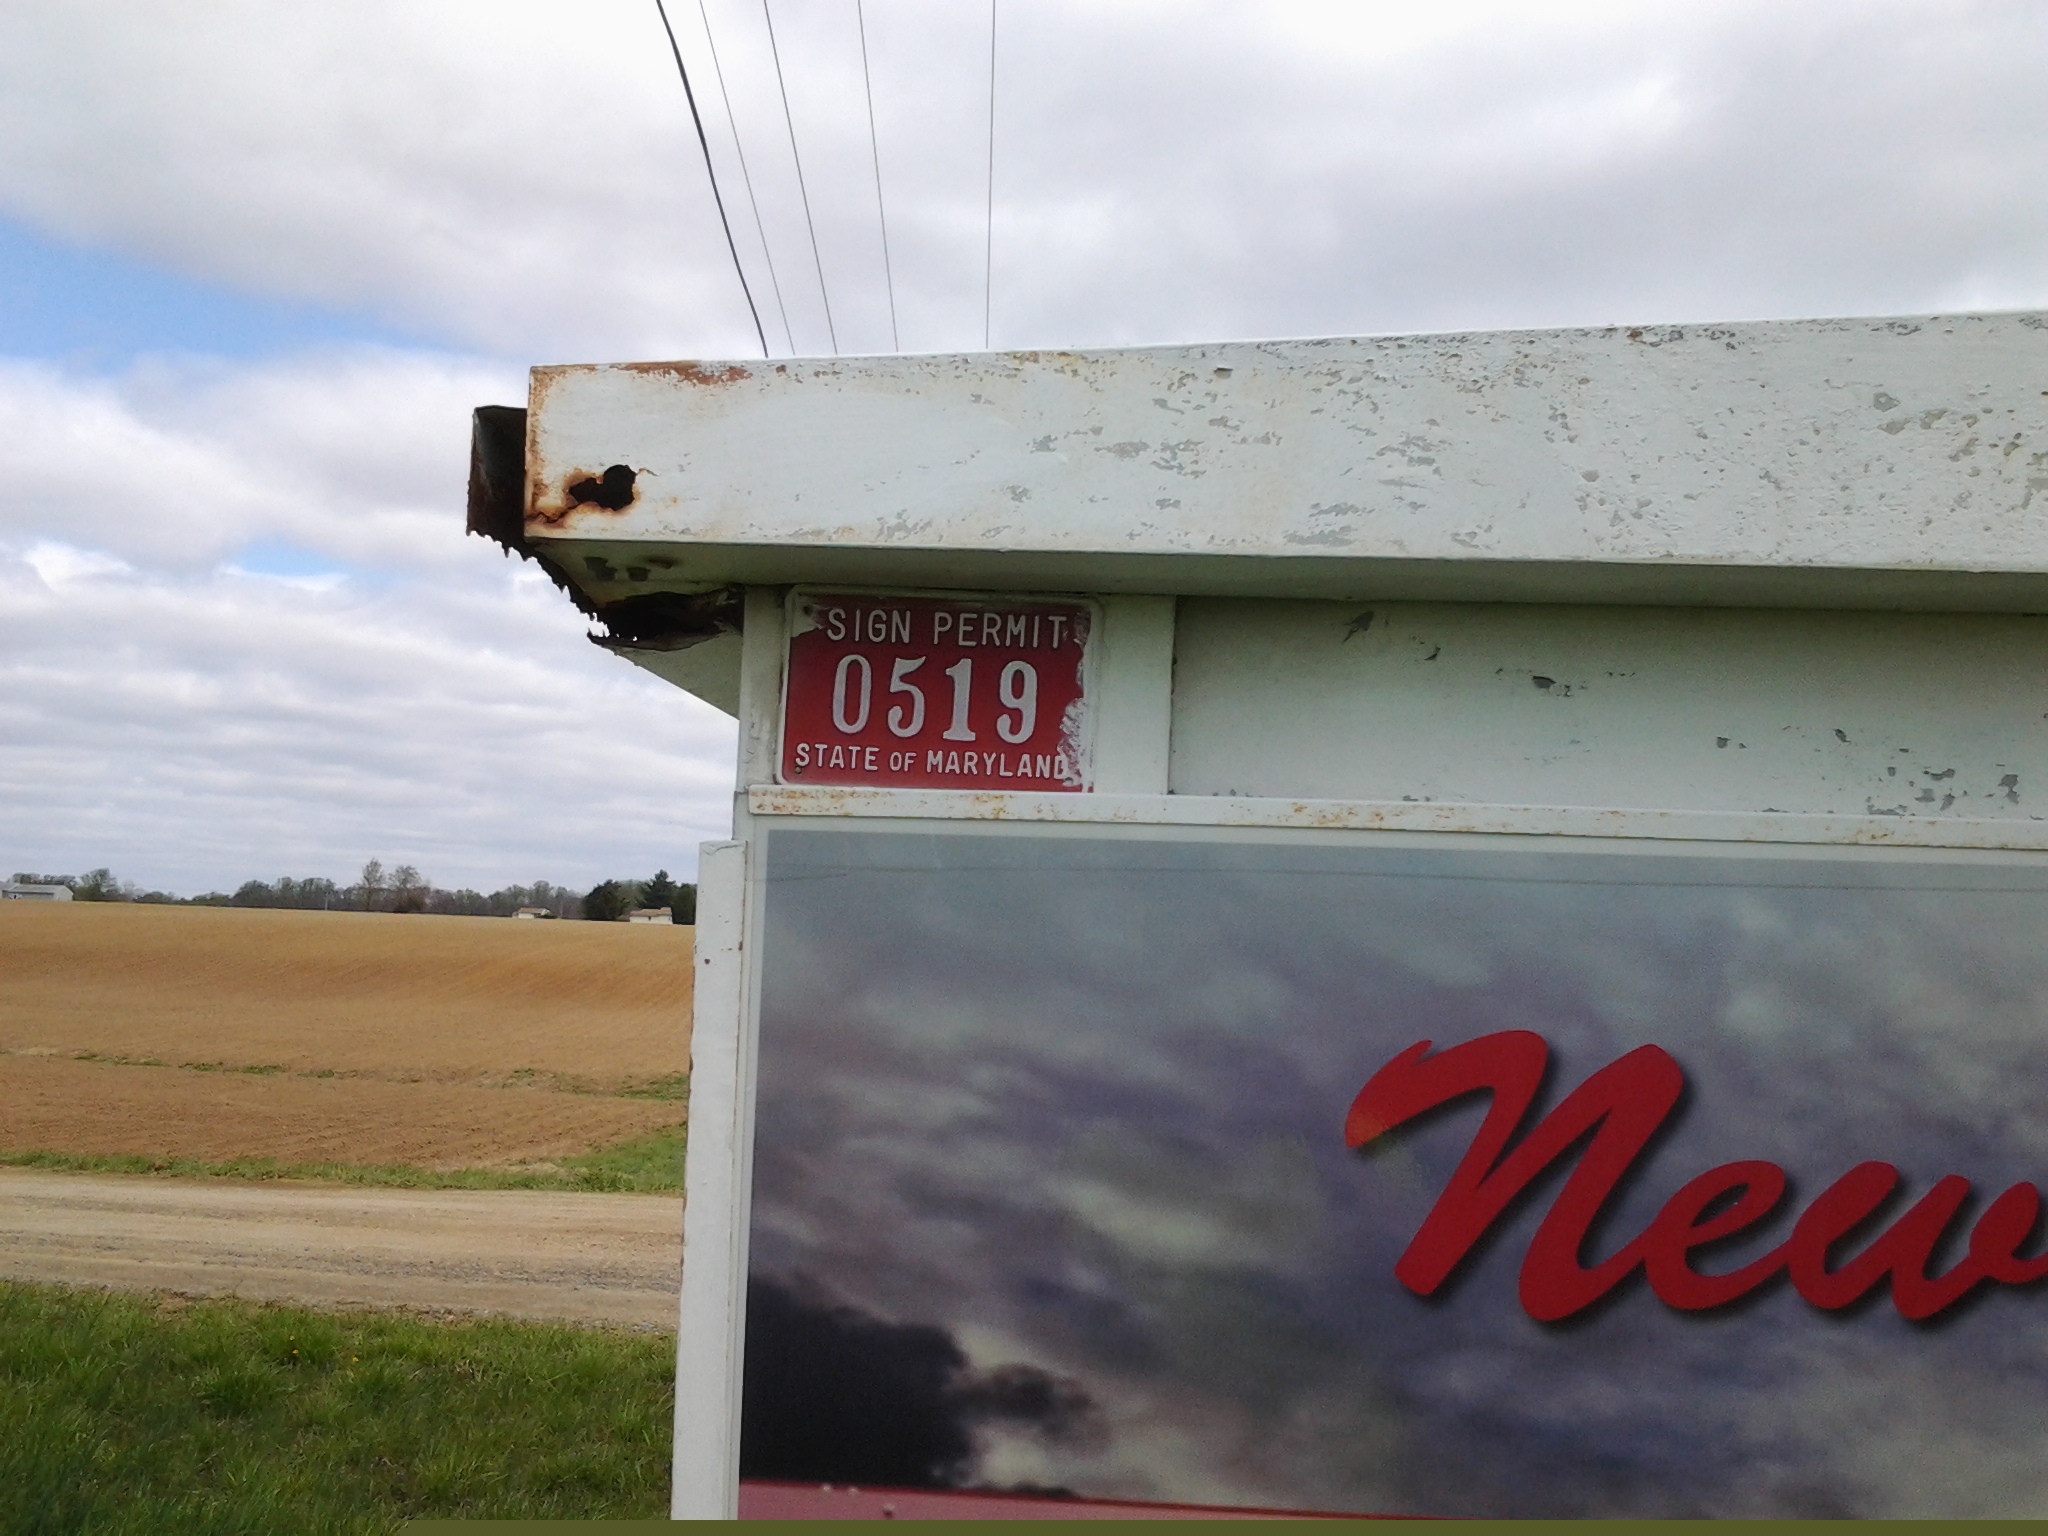 SIGN PERMIT
0519
STATE OF MARYLAND
New